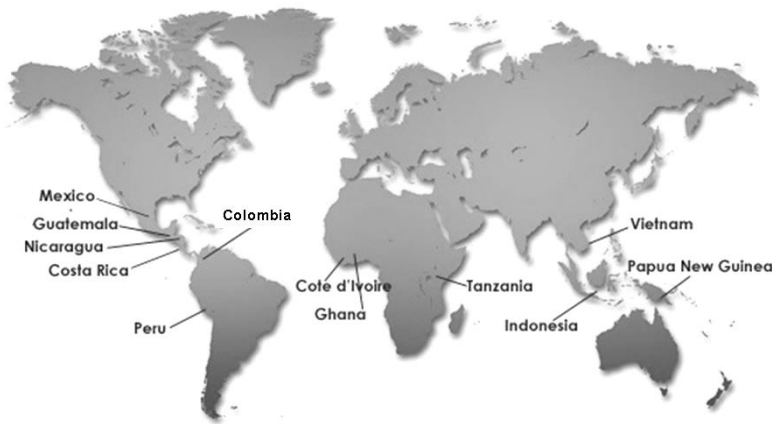 Mexico
Guatemala
Nicaragua
Costa Rica
Colombia
Peru
Cote d'Ivoire
Ghana
Tanzania
Vietnam
Papua New Guinea
Indonesia